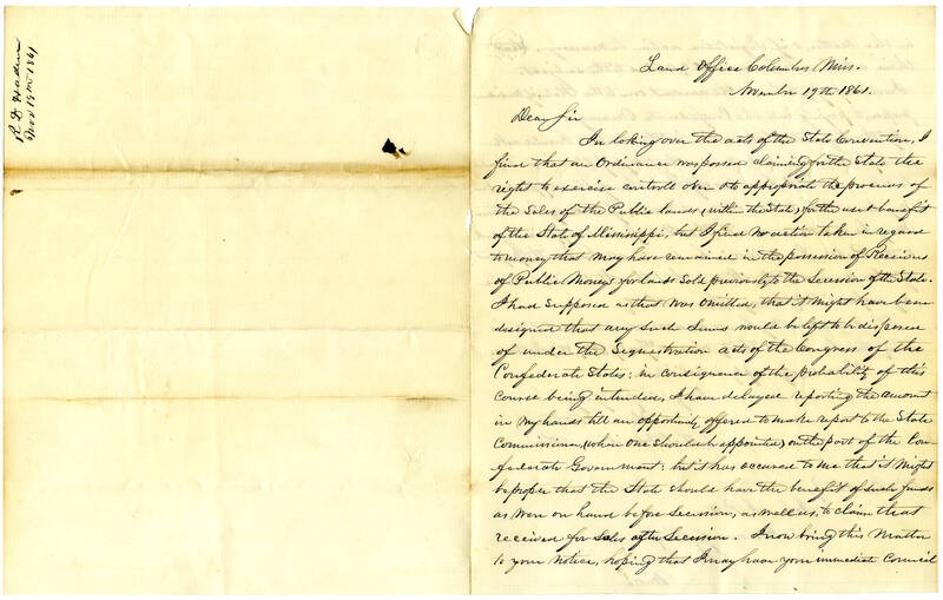 R D Haden
Nov 19th 1861
Land Office Columbus Miss.
November 19th 1861.
Dear Sir
In looking over the acts of the State Convention, I
find that an Ordinance was passed claiming for the State the
right to exercise controll over & to appropriate the proceeds of
the Sales of the Public lands (within the State) for the use & benefit
of the State of Mississippi, but I find no action taken in regard
to money that may have remained in the possession of Receivers
of Public Moneys for lands Sold previously to the Secession of the State.
I had Supposed as that was omitted, that it might have been
designed that any such Sums would be left to be disposed
of under the Sequestration acts of the Congress of the
Confederate States; in consequence of the probability of this
course being intended, I have delayed reporting the amount
in my hands till an opportunity offered to make report to the State
Commissioner, (when one should be appointed) on the part of the Con-
federate Government: but it has occured to me that it might
be proper that the State should have the benefit of such funds
as were on hand before Secession, as well as, to claim that
received for Sales after Secession. I now bring this Matter
to your Notice, hoping that I may have your immediate Council